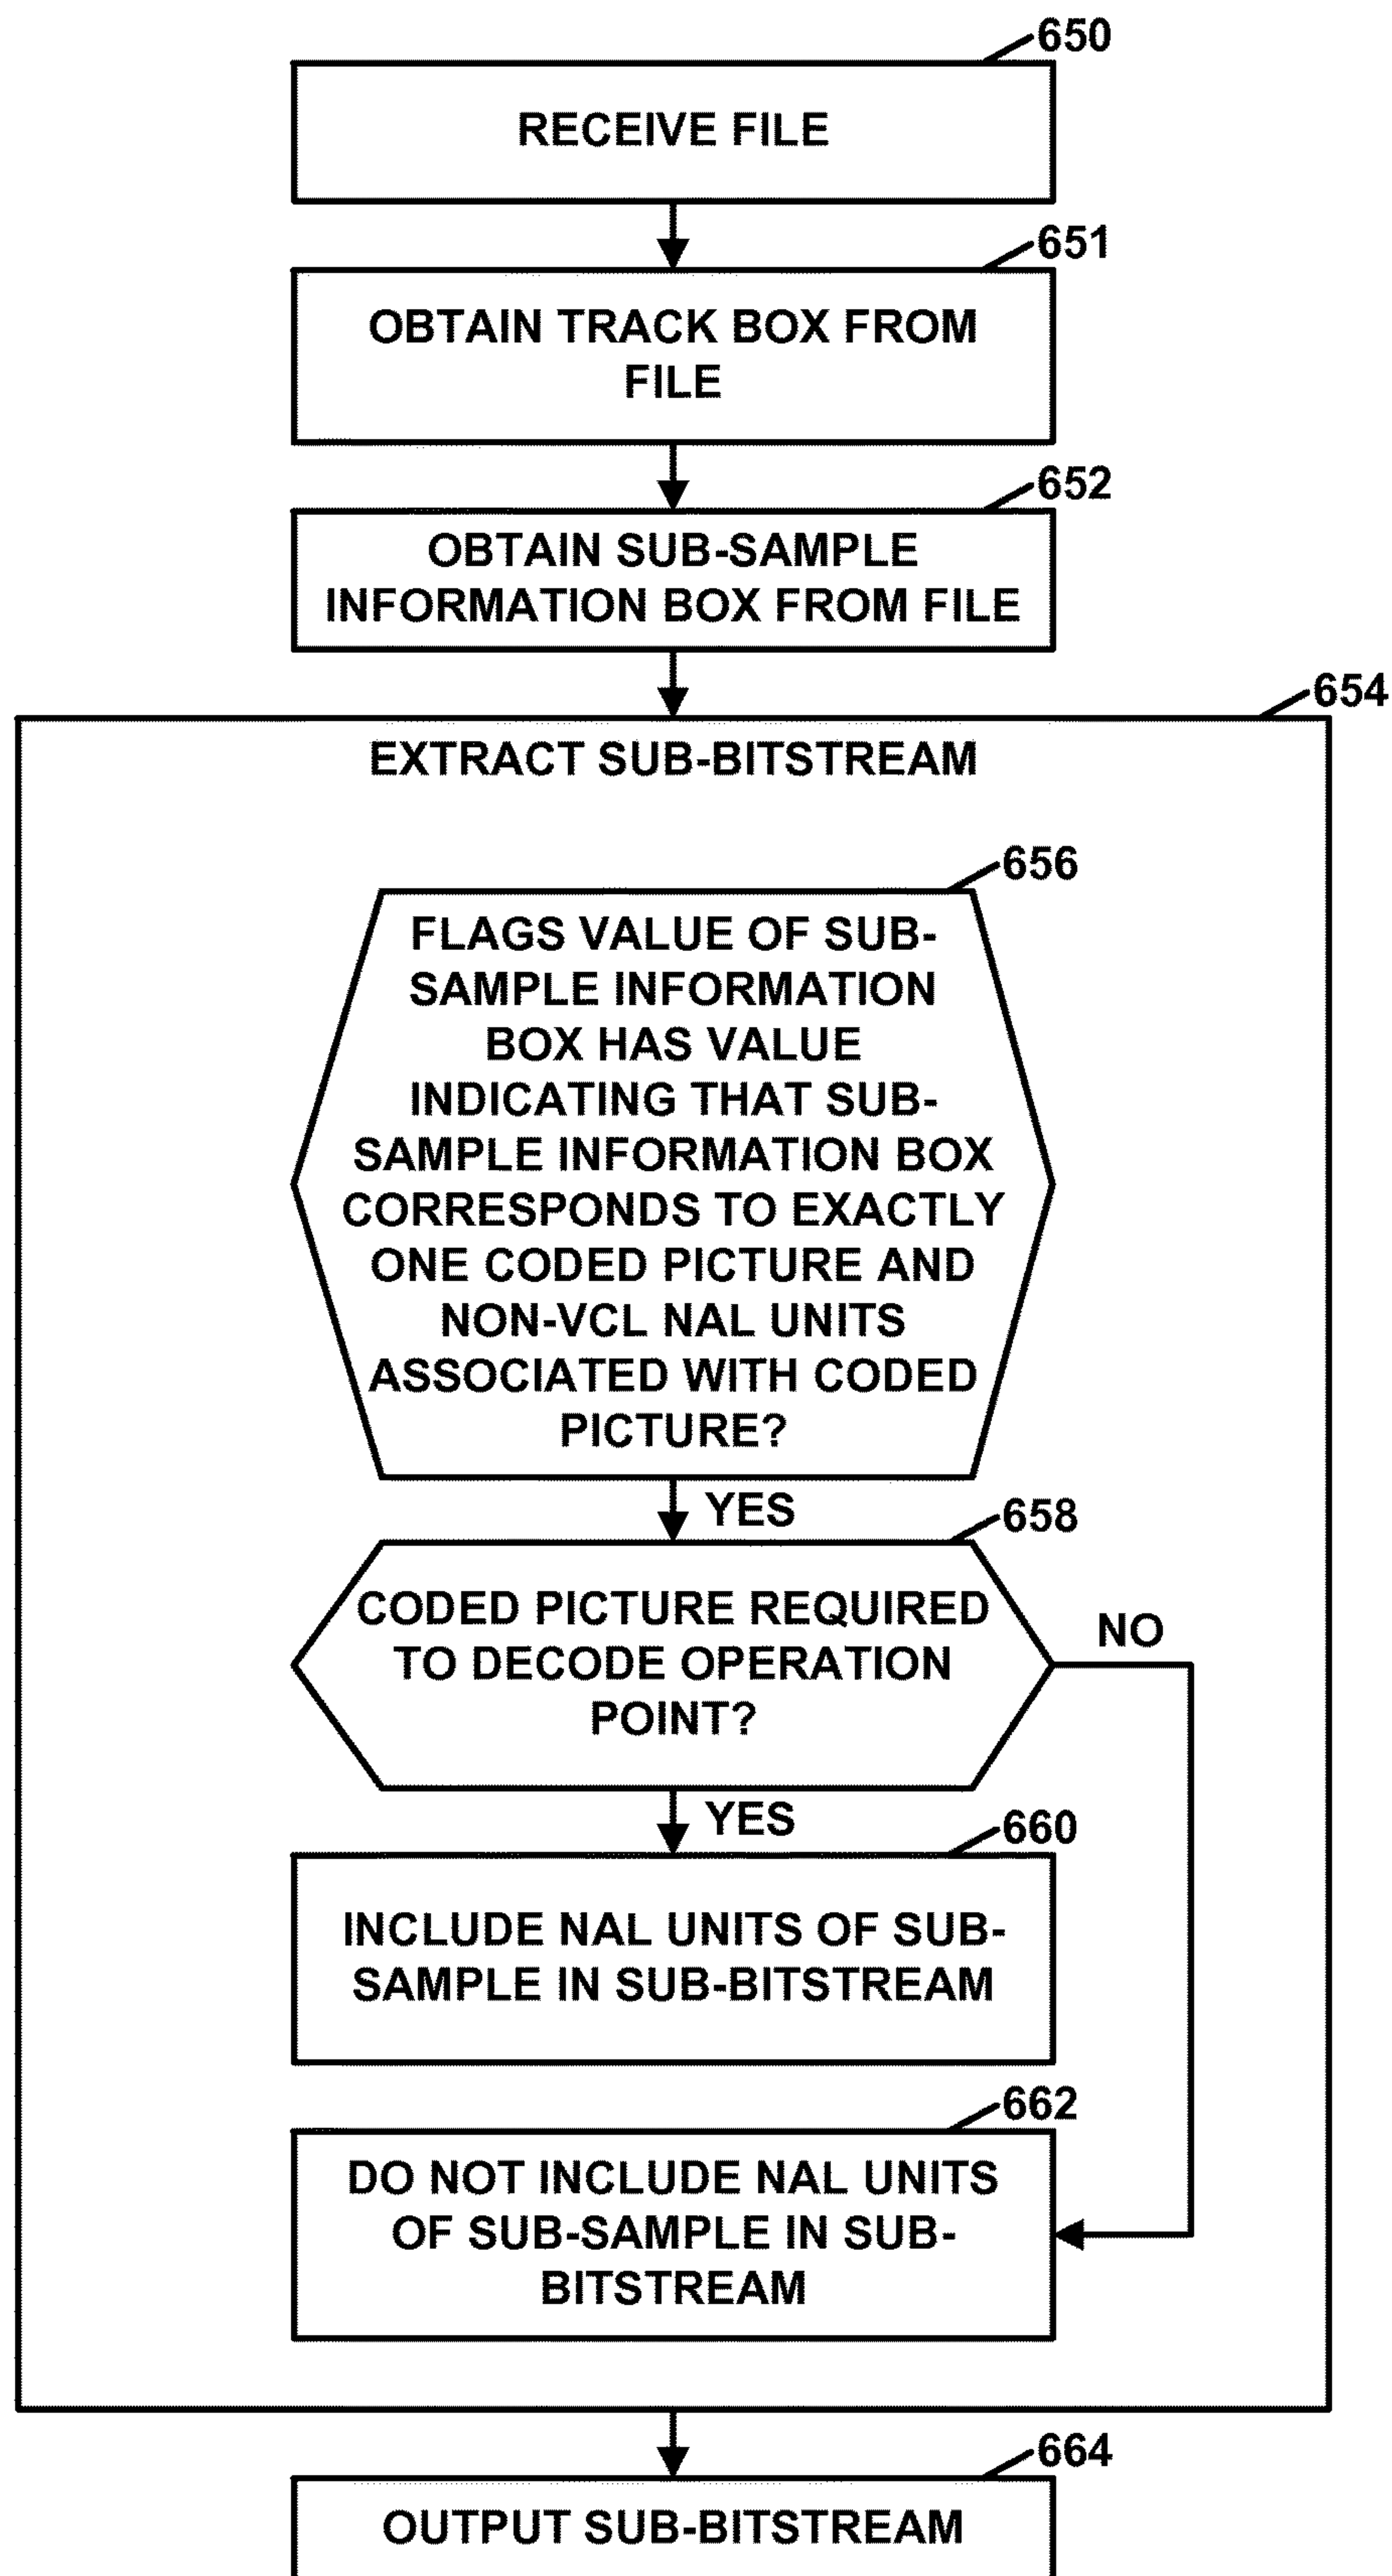 650
RECEIVE FILE
651
OBTAIN TRACK BOX FROM
FILE
652
OBTAIN SUB-SAMPLE
INFORMATION BOX FROM FILE
654
EXTRACT SUB-BITSTREAM
656
FLAGS VALUE OF SUB-
SAMPLE INFORMATION
BOX HAS VALUE
INDICATING THAT SUB-
SAMPLE INFORMATION BOX
CORRESPONDS TO EXACTLY
ONE CODED PICTURE AND
NON-VCL NAL UNITS
ASSOCIATED WITH CODED
PICTURE?
YES
658
CODED PICTURE REQUIRED
TO DECODE OPERATION
POINT?
NO
YES
660
INCLUDE NAL UNITS OF SUB-
SAMPLE IN SUB-BITSTREAM
662
DO NOT INCLUDE NAL UNITS
OF SUB-SAMPLE IN SUB-
BITSTREAM
664
OUTPUT SUB-BITSTREAM